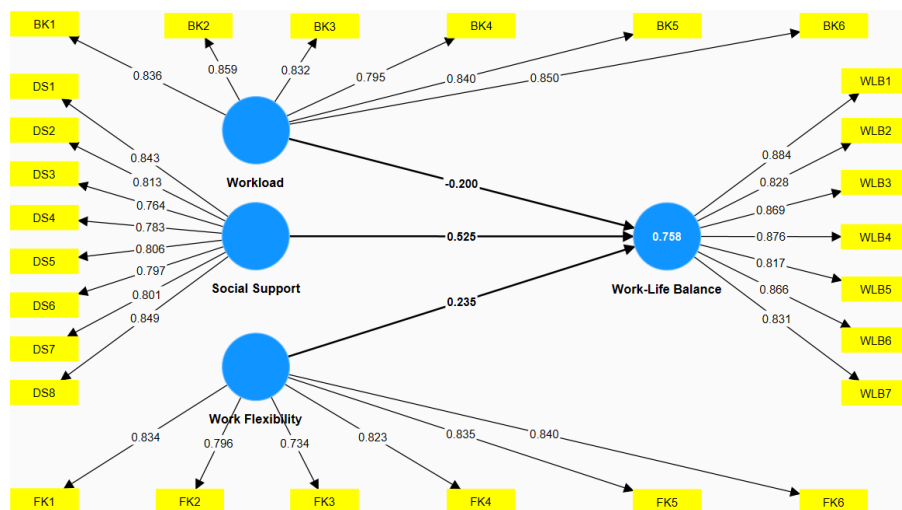 BK1
BK2
BK3
BK4
BK5
BK6
0.836
0.859
0.832
0.795
0.840
0.850
DS1
DS2
DS3
DS4
DS5
DS6
DS7
DS8
0.843
0.813
0.764
0.783
0.806
0.797
0.801
0.849
Workload
Social Support
Work Flexibility
-0.200
0.525
0.235
0.758
Work-Life Balance
0.884
0.828
0.869
0.876
0.817
0.866
0.831
WLB1
WLB2
WLB3
WLB4
WLB5
WLB6
WLB7
0.834
0.796
0.734
0.823
0.835
0.840
FK1
FK2
FK3
FK4
FK5
FK6